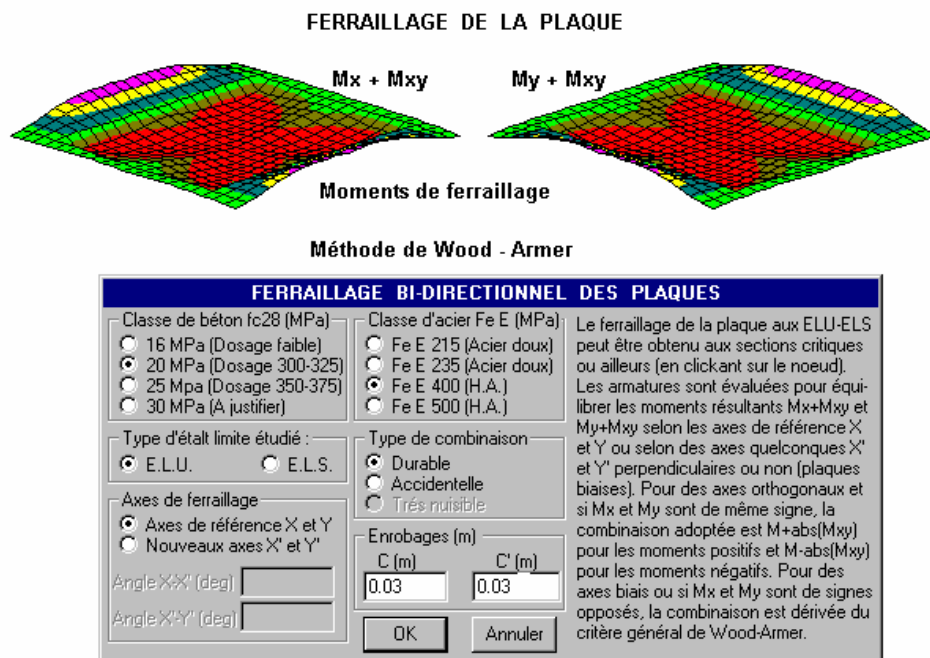 FERRAILLAGE DE LA PLAQUE
Mx + Mxy
My + Mxy
Moments de ferraillage
Méthode de Wood - Armer
FERRAILLAGE BI-DIRECTIONNEL DES PLAQUES
Classe de béton fc28 (MPa)
16 MPa (Dosage faible)
20 MPa (Dosage 300-325)
25 Mpa (Dosage 350-375)
30 MPa (A justifier)
Type d'étalt limite étudié :
E.L.U.
E.L.S.
Axes de ferraillage
Axes de référence X et Y
Nouveaux axes X' et Y'
Angle X-X' (deg)
Angle X'-Y' (deg)
Classe d'acier Fe E (MPa)
Fe E 215 (Acier doux)
Fe E 235 (Acier doux)
Fe E 400 (H.A.)
Fe E 500 (H.A.)
Type de combinaison
Durable
Accidentelle
Trés nuisible
Enrobages (m)
C (m)
C' (m)
0.03
0.03
OK
Annuler
Le ferraillage de la plaque aux ELU-ELS
peut être obtenu aux sections critiques
ou ailleurs (en clickant sur le noeud).
Les armatures sont évaluées pour équi-
librer les moments résultants Mx+Mxy et
My+Mxy selon les axes de référence X
et Y ou selon des axes quelconques X'
et Y' perpendiculaires ou non (plaques
biaises). Pour des axes orthogonaux et
si Mx et My sont de même signe, la
combinaison adoptée est M+abs(Mxy)
pour les moments positifs et M-abs(Mxy)
pour les moments négatifs. Pour des
axes biais ou si Mx et My sont de signes
opposés, la combinaison est dérivée du
critère général de Wood-Armer.